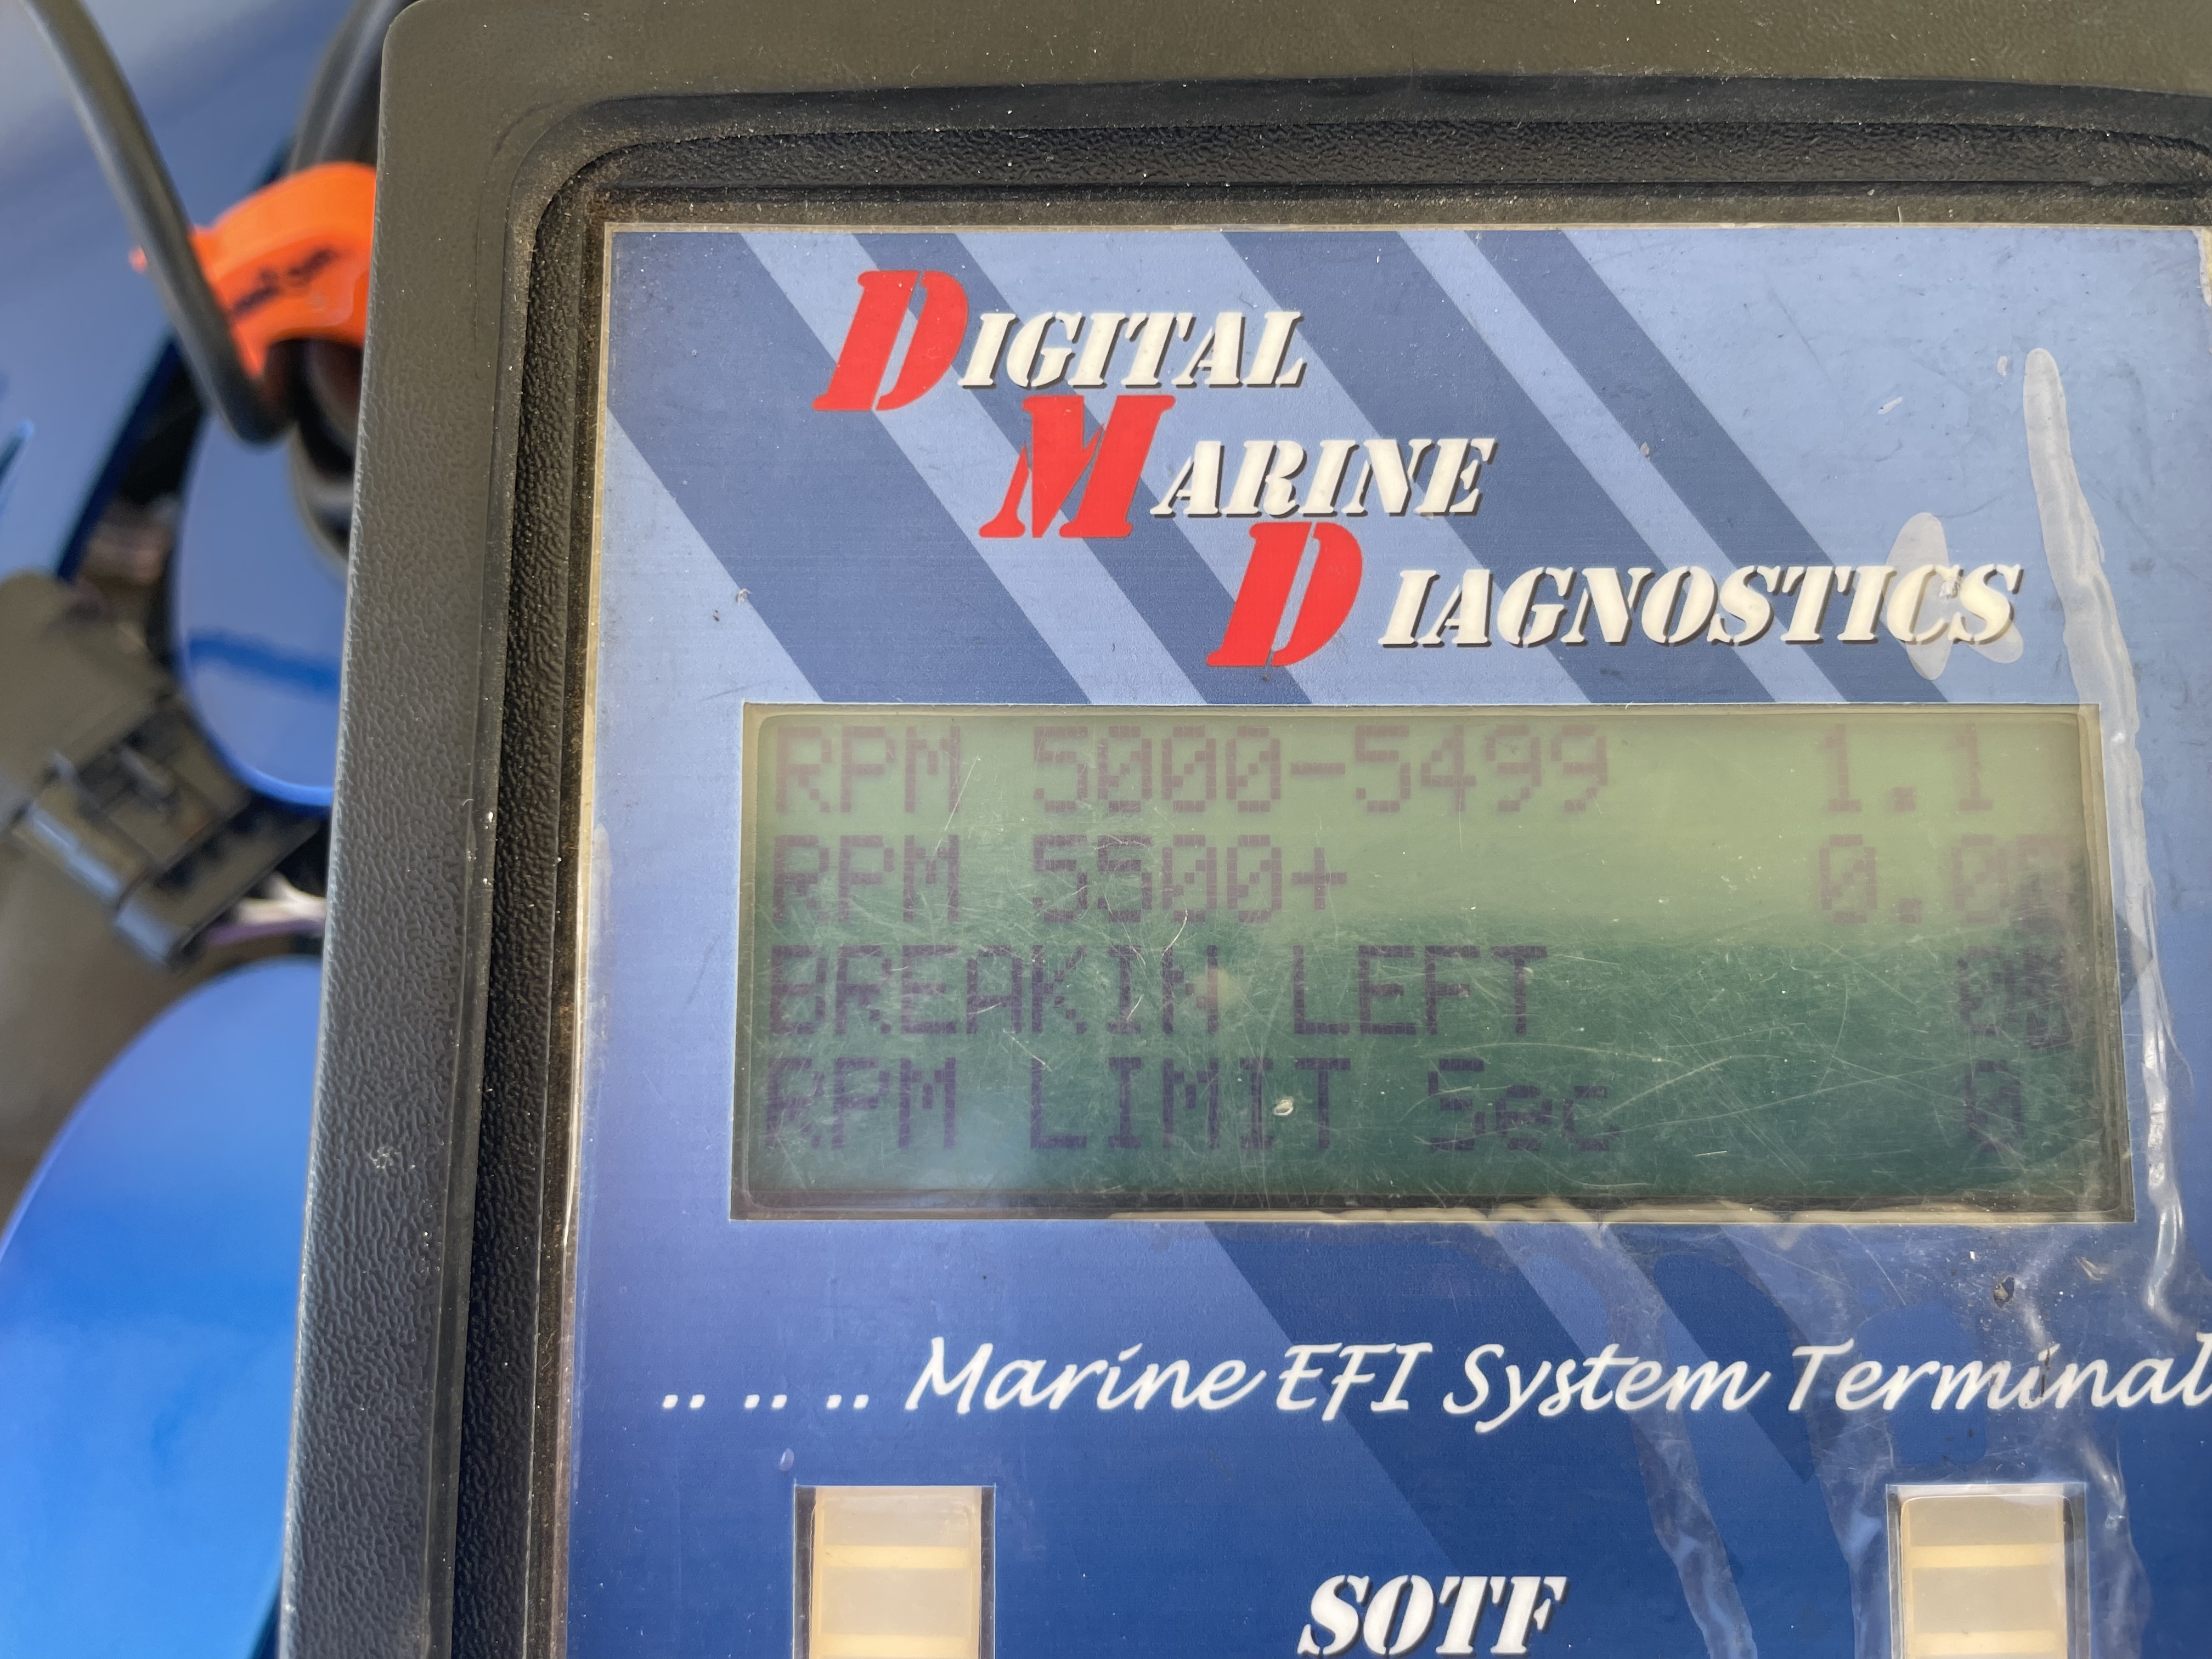 DIGITAL
MARINE
DIAGNOSTICS
RPM 5000-5499 1.1
RPM 5500+
BREAKIN LEFT
RPM LIMIT Sec 0
.. .. .. Marine EFI System Terminal
SOTF